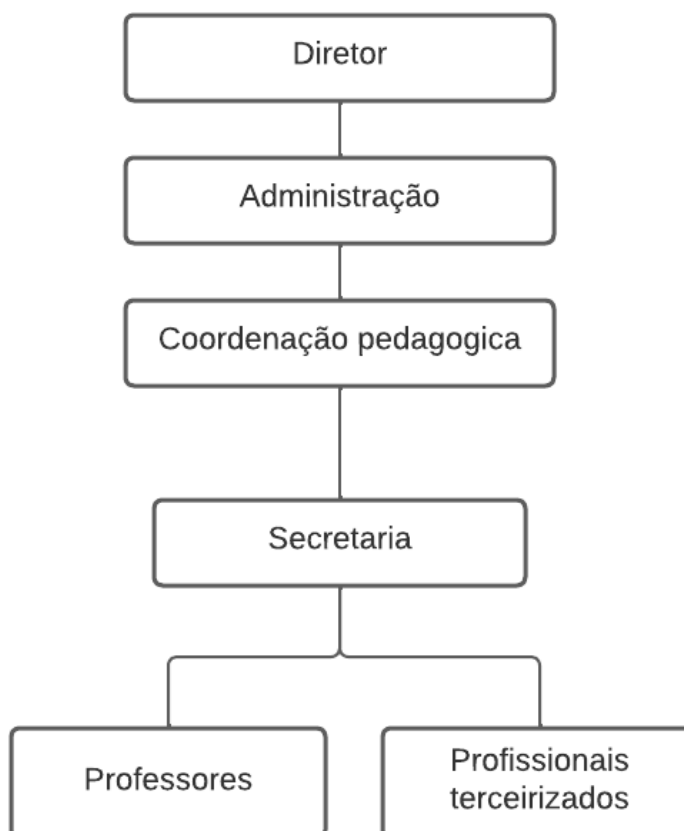 Diretor
Administração
Coordenação pedagogica
Secretaria
Professores
Profissionais
terceirizados